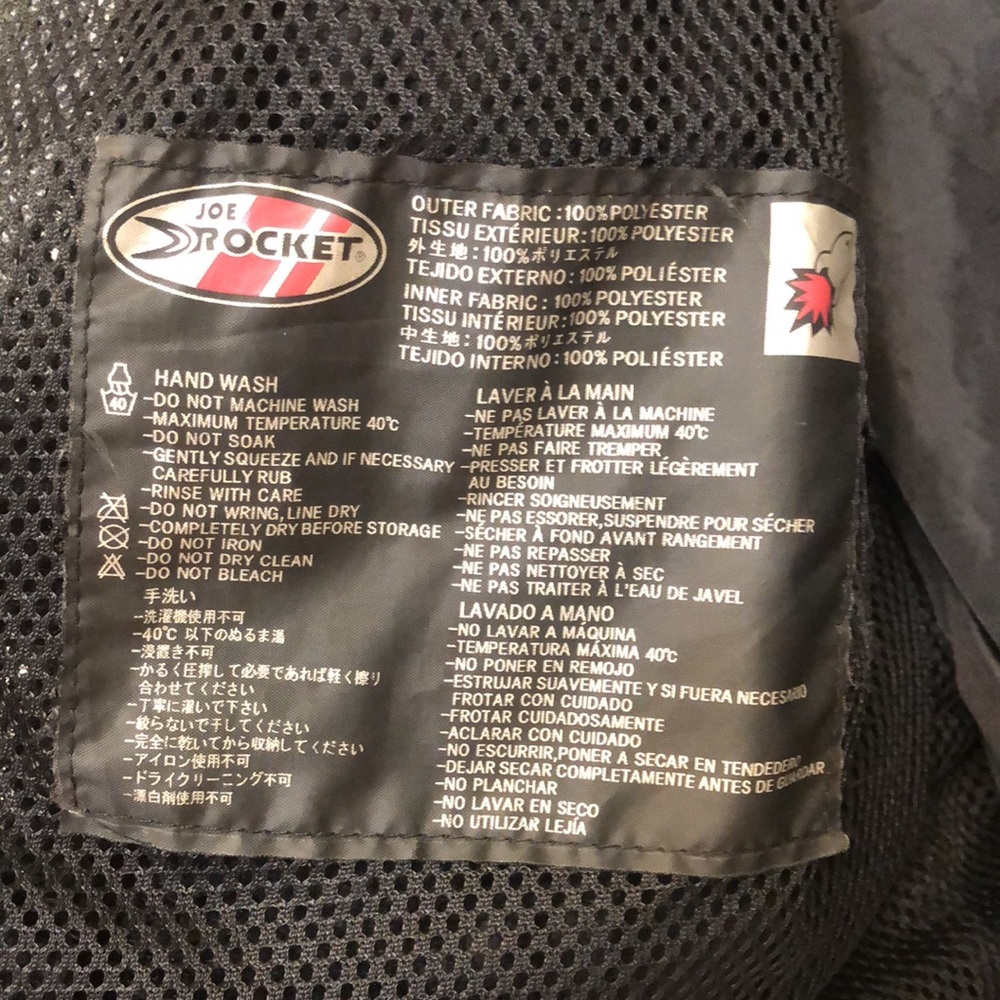 JOE
ROCKET®
OUTER FABRIC : 100% POLYESTER
TISSU EXTÉRIEUR : 100% POLYESTER
外生地 : 100%ポリエステル
TEJIDO EXTERNO : 100% POLIÉSTER
INNER FABRIC : 100% POLYESTER
TISSU INTÉRIEUR : 100% POLYESTER
中生地 : 100%ポリエステル
TEJIDO INTERNO : 100% POLIÉSTER
40
HAND WASH
-DO NOT MACHINE WASH
-MAXIMUM TEMPERATURE 40℃
-DO NOT SOAK
-GENTLY SQUEEZE AND IF NECESSARY
CAREFULLY RUB
-RINSE WITH CARE
-DO NOT WRING, LINE DRY
-COMPLETELY DRY BEFORE STORAGE
-DO NOT IRON
-DO NOT DRY CLEAN
-DO NOT BLEACH
手洗い
-洗濯機使用不可
-40℃ 以下のぬるま湯
-浸置き不可
-かるく圧搾して必要であれば軽く擦り
合わせてください
-丁寧に濯いで下さい
-絞らないで干してください
-完全に乾いてから収納してください
-アイロン使用不可
-ドライクリーニング不可
-漂白剤使用不可
LAVER À LA MAIN
-NE PAS LAVER À LA MACHINE
-TEMPÉRATURE MAXIMUM 40℃
-NE PAS FAIRE TREMPER
-PRESSER ET FROTTER LÉGÈREMENT
AU BESOIN
-RINCER SOIGNEUSEMENT
-NE PAS ESSORER, SUSPENDRE POUR SÉCHER
-SÉCHER À FOND AVANT RANGEMENT
-NE PAS REPASSER
-NE PAS NETTOYER À SEC
-NE PAS TRAITER À L'EAU DE JAVEL
LAVADO A MANO
-NO LAVAR A MÁQUINA
-TEMPERATURA MÁXIMA 40℃
-NO PONER EN REMOJO
-ESTRUJAR SUAVEMENTE Y SI FUERA NECESARIO
FROTAR CON CUIDADO
-FROTAR CUIDADOSAMENTE
-ACLARAR CON CUIDADO
-NO ESCURRIR, PONER A SECAR EN TENDEDERO
-DEJAR SECAR COMPLETAMENTE ANTES DE GUARDAR
-NO PLANCHAR
-NO LAVAR EN SECO
-NO UTILIZAR LEJÍA